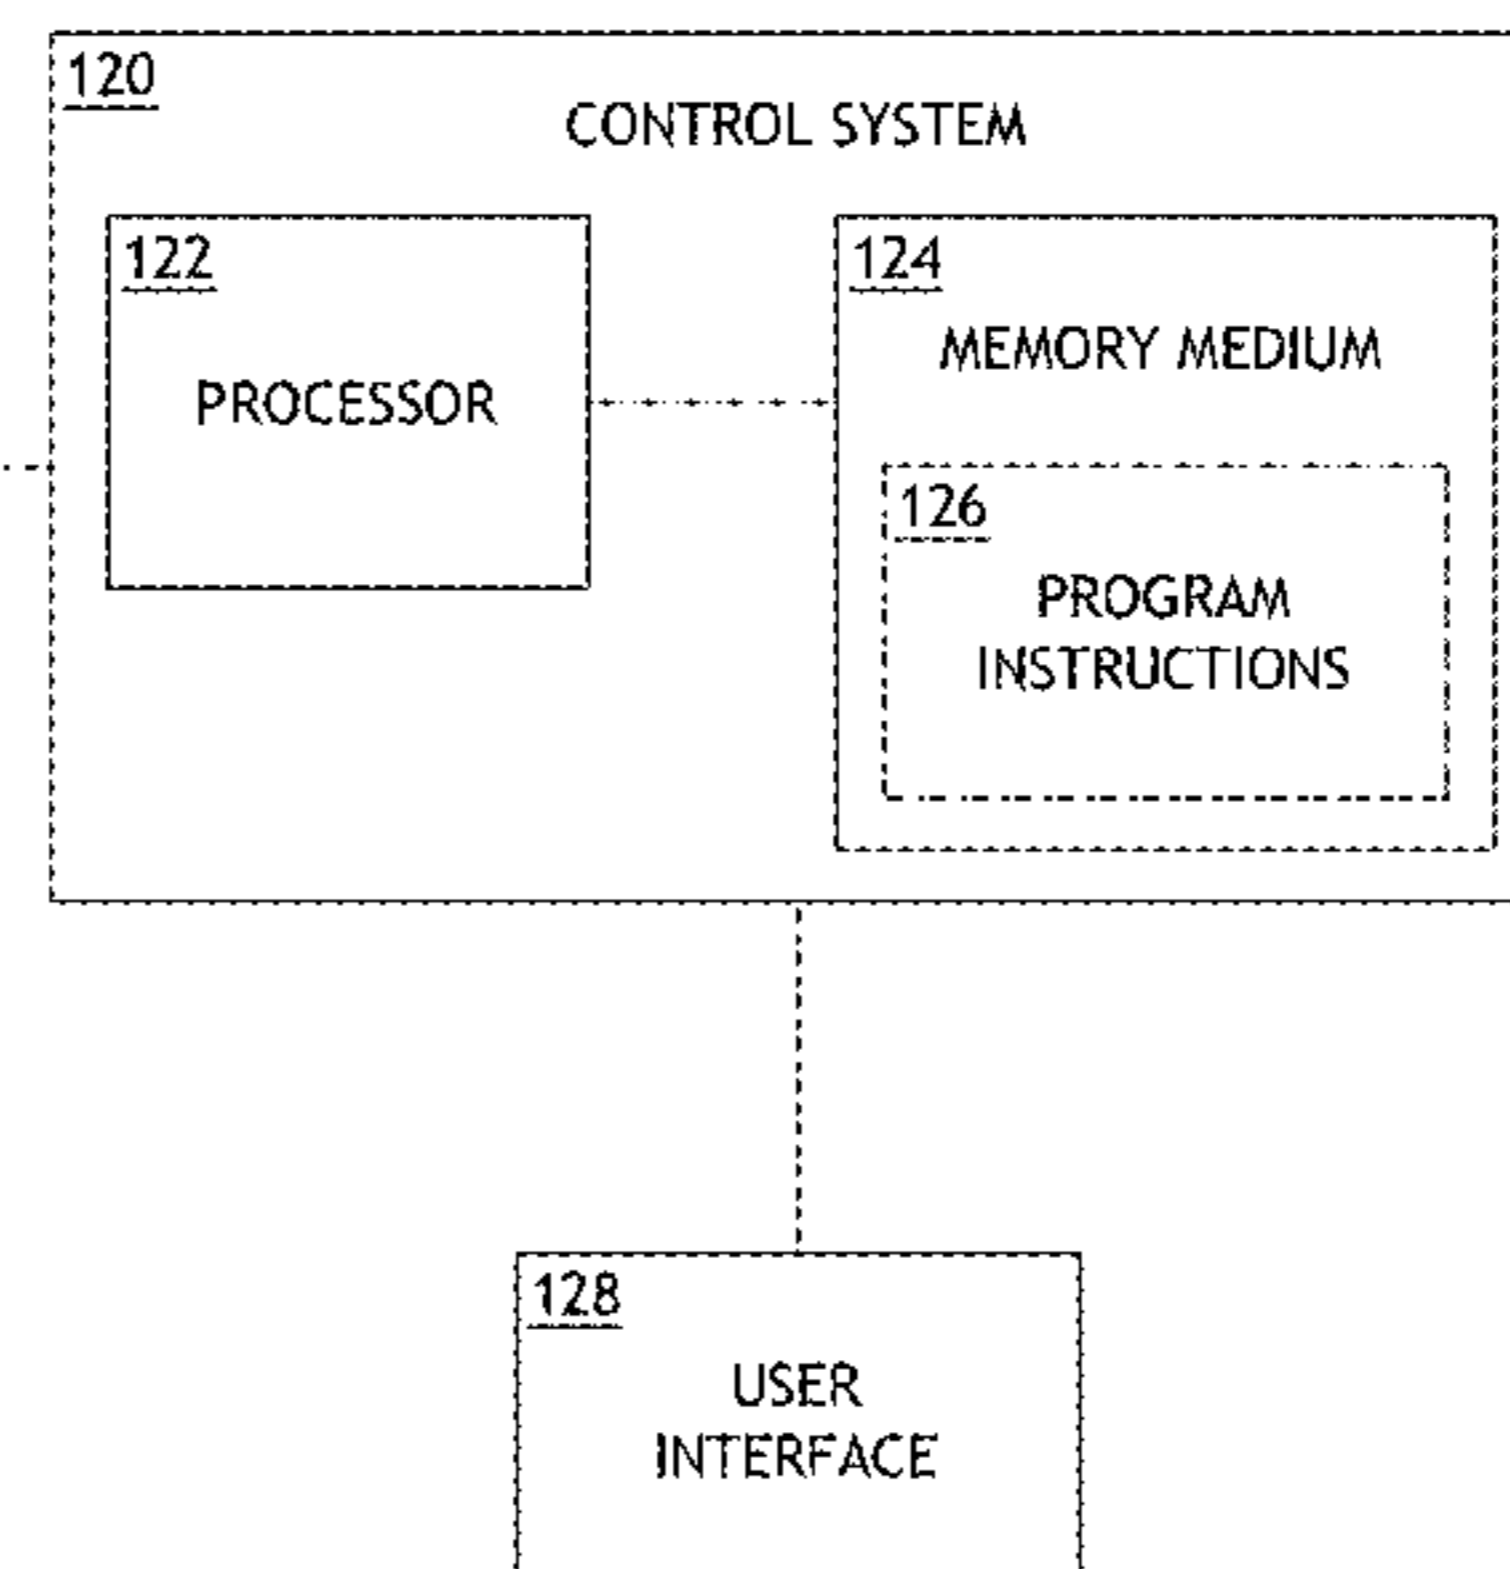 120
CONTROL SYSTEM
122
PROCESSOR
124
MEMORY MEDIUM
126
PROGRAM
INSTRUCTIONS
128
USER
INTERFACE